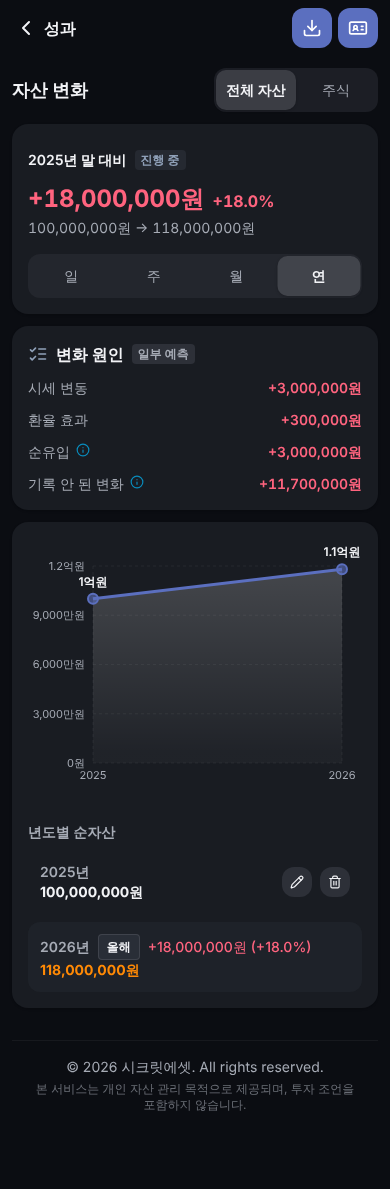 성과
자산 변화
전체 자산
주식
2025년 말 대비 진행 중
+18,000,000원 +18.0%
100,000,000원 → 118,000,000원
일
주
월
연
변화 원인 일부 예측
시세 변동 +3,000,000원
환율 효과 +300,000원
순유입 +3,000,000원
기록 안 된 변화 +11,700,000원
1.1억원
1.2억원
1억원
9,000만원
6,000만원
3,000만원
0원
2025 2026
년도별 순자산
2025년
100,000,000원
2026년 올해 +18,000,000원 (+18.0%)
118,000,000원
© 2026 시크릿에셋. All rights reserved.
본 서비스는 개인 자산 관리 목적으로 제공되며, 투자 조언을
포함하지 않습니다.